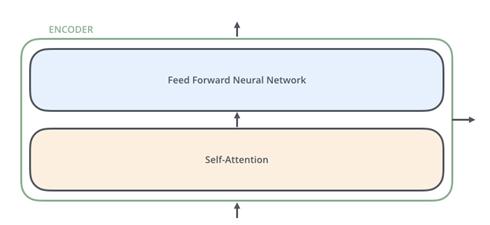 ENCODER
Feed Forward Neural Network
Self-Attention